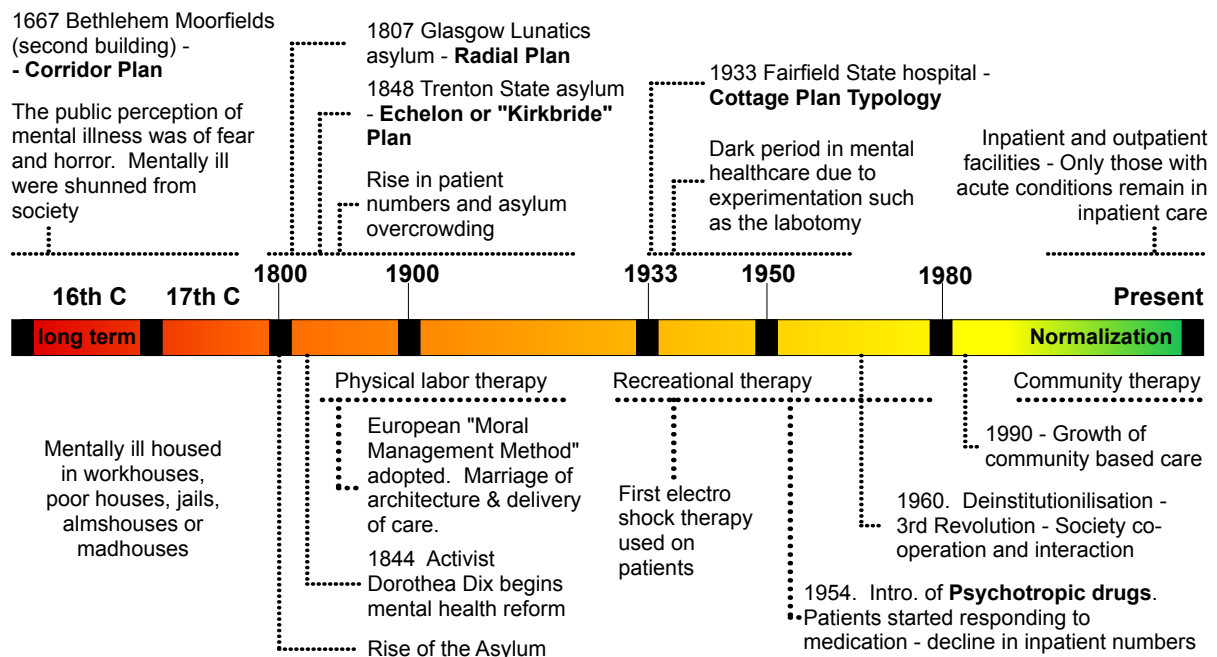 1667 Bethlehem Moorfields
(second building) -
- Corridor Plan
The public perception of
mental illness was of fear
and horror.  Mentally ill
were shunned from
society
1807 Glasgow Lunatics
asylum - Radial Plan
1848 Trenton State asylum
- Echelon or "Kirkbride"
Plan
Rise in patient
numbers and asylum
overcrowding
1933 Fairfield State hospital -
Cottage Plan Typology
Dark period in mental
healthcare due to
experimentation such
as the labotomy
Inpatient and outpatient
facilities - Only those with
acute conditions remain in
inpatient care
16th C
17th C
1800
1900
1933
1950
1980
Present
long term
Normalization
Physical labor therapy
Recreational therapy
Community therapy
Mentally ill housed
in workhouses,
poor houses, jails,
almshouses or
madhouses
European "Moral
Management Method"
adopted.  Marriage of
architecture & delivery
of care.
1844  Activist
Dorothea Dix begins
mental health reform
Rise of the Asylum
First electro
shock therapy
used on
patients
1990 - Growth of
community based care
1960.  Deinstitutionilisation -
3rd Revolution - Society co-
operation and interaction
1954.  Intro. of Psychotropic drugs.
Patients started responding to
medication - decline in inpatient numbers